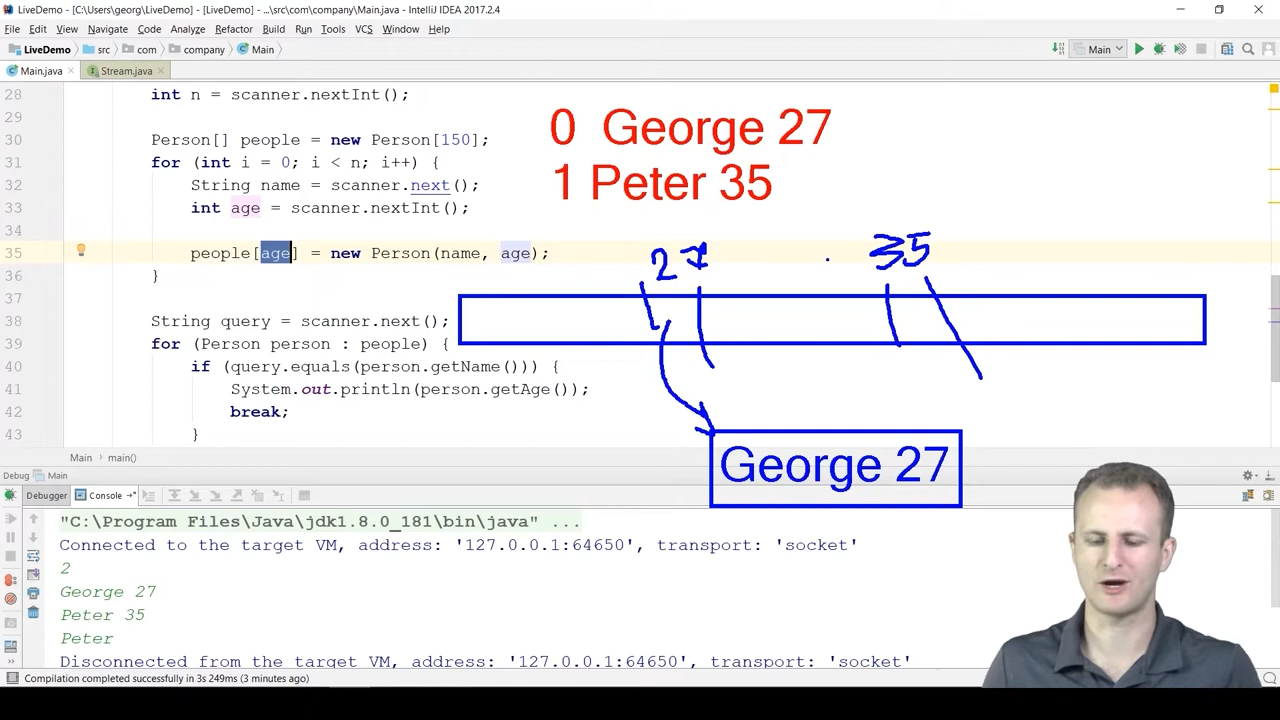 LiveDemo - [C:\Users\georg\LiveDemo] - [LiveDemo] - ...\src\com\company\Main.java - IntelliJ IDEA 2017.2.4
File Edit View Navigate Code Analyze Refactor Build Run Tools VCS Window Help
LiveDemo src com company Main Main
Main.java Stream.java
28 int n = scanner.nextInt();
29
30 Person[] people = new Person[150];
31 for (int i = 0; i < n; i++) {
32 String name = scanner.next();
33 int age = scanner.nextInt();
34
35 people[age] = new Person(name, age);
36 }
37
38 String query = scanner.next();
39 for (Person person : people) {
40 if (query.equals(person.getName())) {
41 System.out.println(person.getAge());
42 break;
43 }
0 George 27
1 Peter 35
27 35
George 27
Main main()
Debug Main
Debugger Console
"C:\Program Files\Java\jdk1.8.0_181\bin\java" ...
Connected to the target VM, address: '127.0.0.1:64650', transport: 'socket'
2
George 27
Peter 35
Peter
Disconnected from the target VM, address: '127.0.0.1:64650', transport: 'socket'
Compilation completed successfully in 3s 249ms (3 minutes ago)